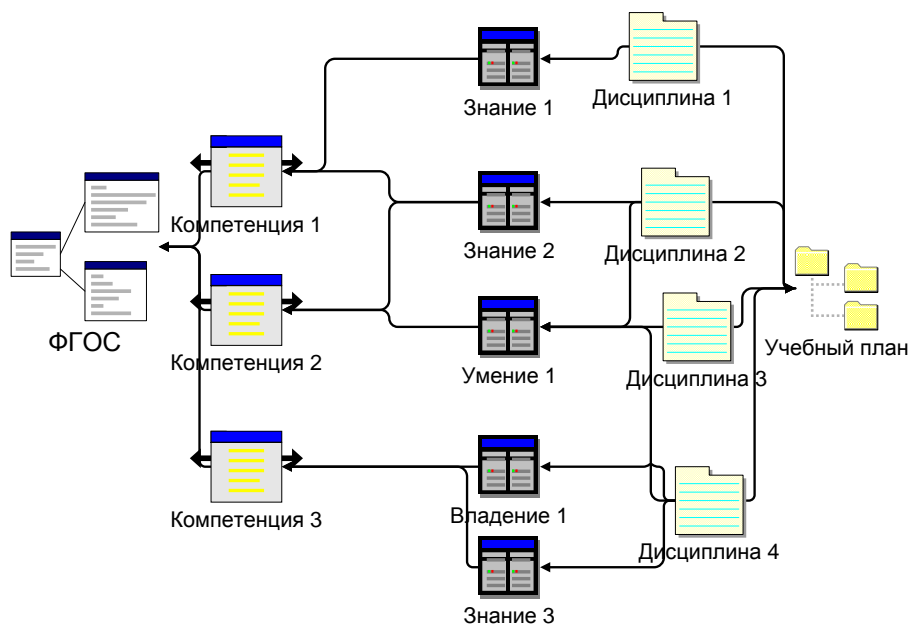 Знание 1
Дисциплина 1
Компетенция 1
Знание 2
Дисциплина 2
ФГОС
Компетенция 2
Умение 1
Дисциплина 3
Учебный план
Компетенция 3
Владение 1
Дисциплина 4
Знание 3